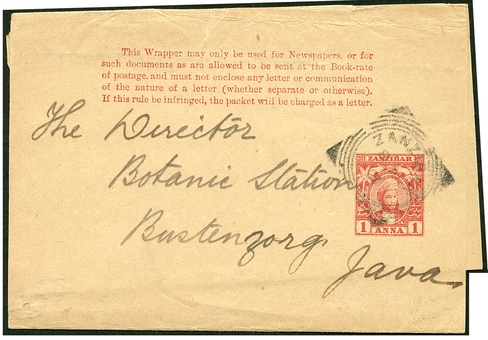 This Wrapper may only be used for Newspapers, or for
such documents as are allowed to be sent at the Book-rate
of postage, and must not enclose any letter or communication
of the nature of a letter (whether separate or otherwise).
If this rule be infringed, the packet will be charged as a letter.
The Director
Botanic Station
Bustenzorg
Java.
ZANZIBAR
1 ANNA 1